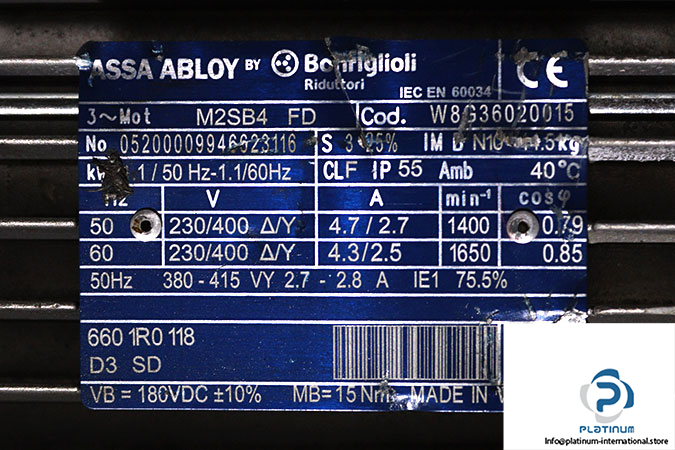 ASSA ABLOY BY Bonfiglioli
Riduttori
IEC EN 60034
CE
3~Mot M2SB4 FD Cod. W8G36020015
No 05200009946623116 S 3 25% IM kg
1.1 / 50 Hz-1.1/60Hz CLF IP 55 Amb 40°C
Hz V A min⁻¹ cosφ
50 230/400 Δ/Y 4.7 / 2.7 1400 0.79
60 230/400 Δ/Y 4.3/2.5 1650 0.85
50Hz 380 - 415 VY 2.7 - 2.8 A IE1 75.5%
660 1R0 118
D3 SD
VB = 180VDC ±10% MB=15 Nm MADE IN
PLATINUM
Info@platinum-international.store